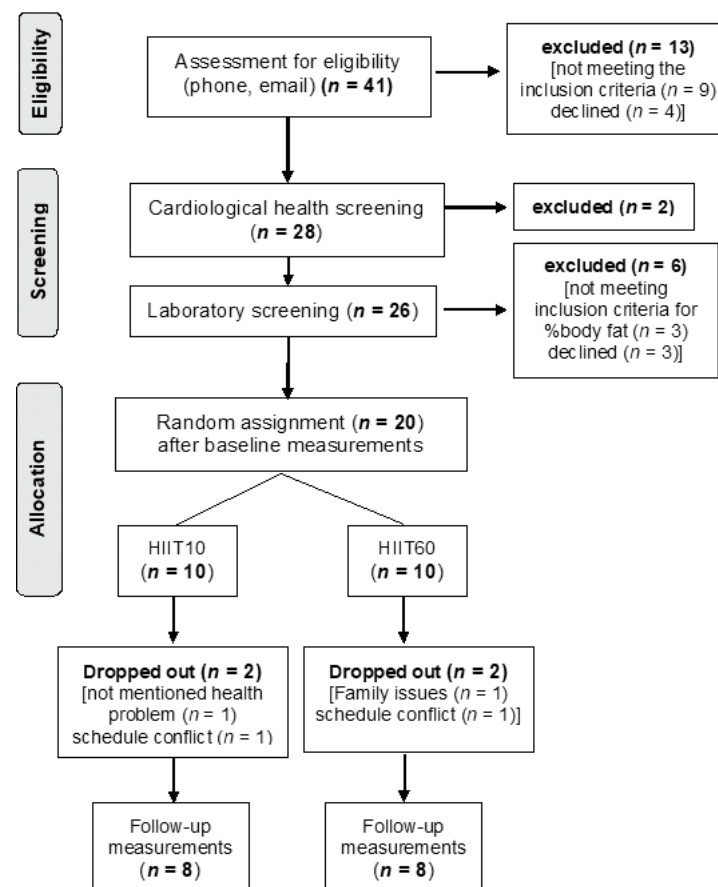 Eligibility
Assessment for eligibility
(phone, email) (n = 41)
excluded (n = 13)
[not meeting the
inclusion criteria (n = 9)
declined (n = 4)]
Screening
Cardiological health screening
(n = 28)
excluded (n = 2)
Laboratory screening (n = 26)
excluded (n = 6)
[not meeting
inclusion criteria for
%body fat (n = 3)
declined (n = 3)]
Allocation
Random assignment (n = 20)
after baseline measurements
HIIT10
(n = 10)
HIIT60
(n = 10)
Dropped out (n = 2)
[not mentioned health
problem (n = 1)
schedule conflict (n = 1)
Dropped out (n = 2)
[Family issues (n = 1)
schedule conflict (n = 1)]
Follow-up
measurements
(n = 8)
Follow-up
measurements
(n = 8)